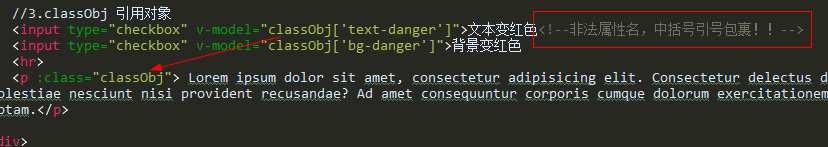 //3.classObj 引用对象
<input type="checkbox" v-model="classObj['text-danger']">文本变红色<!--非法属性名，中括号引号包裹！！-->
<input type="checkbox" v-model="classObj['bg-danger']">背景变红色
<hr>
<p :class="classObj"> Lorem ipsum dolor sit amet, consectetur adipisicing elit. Consectetur delectus d
olestiae nesciunt nisi provident recusandae? Ad amet consequuntur corporis cumque dolorum exercitationem
otam.</p>
div>